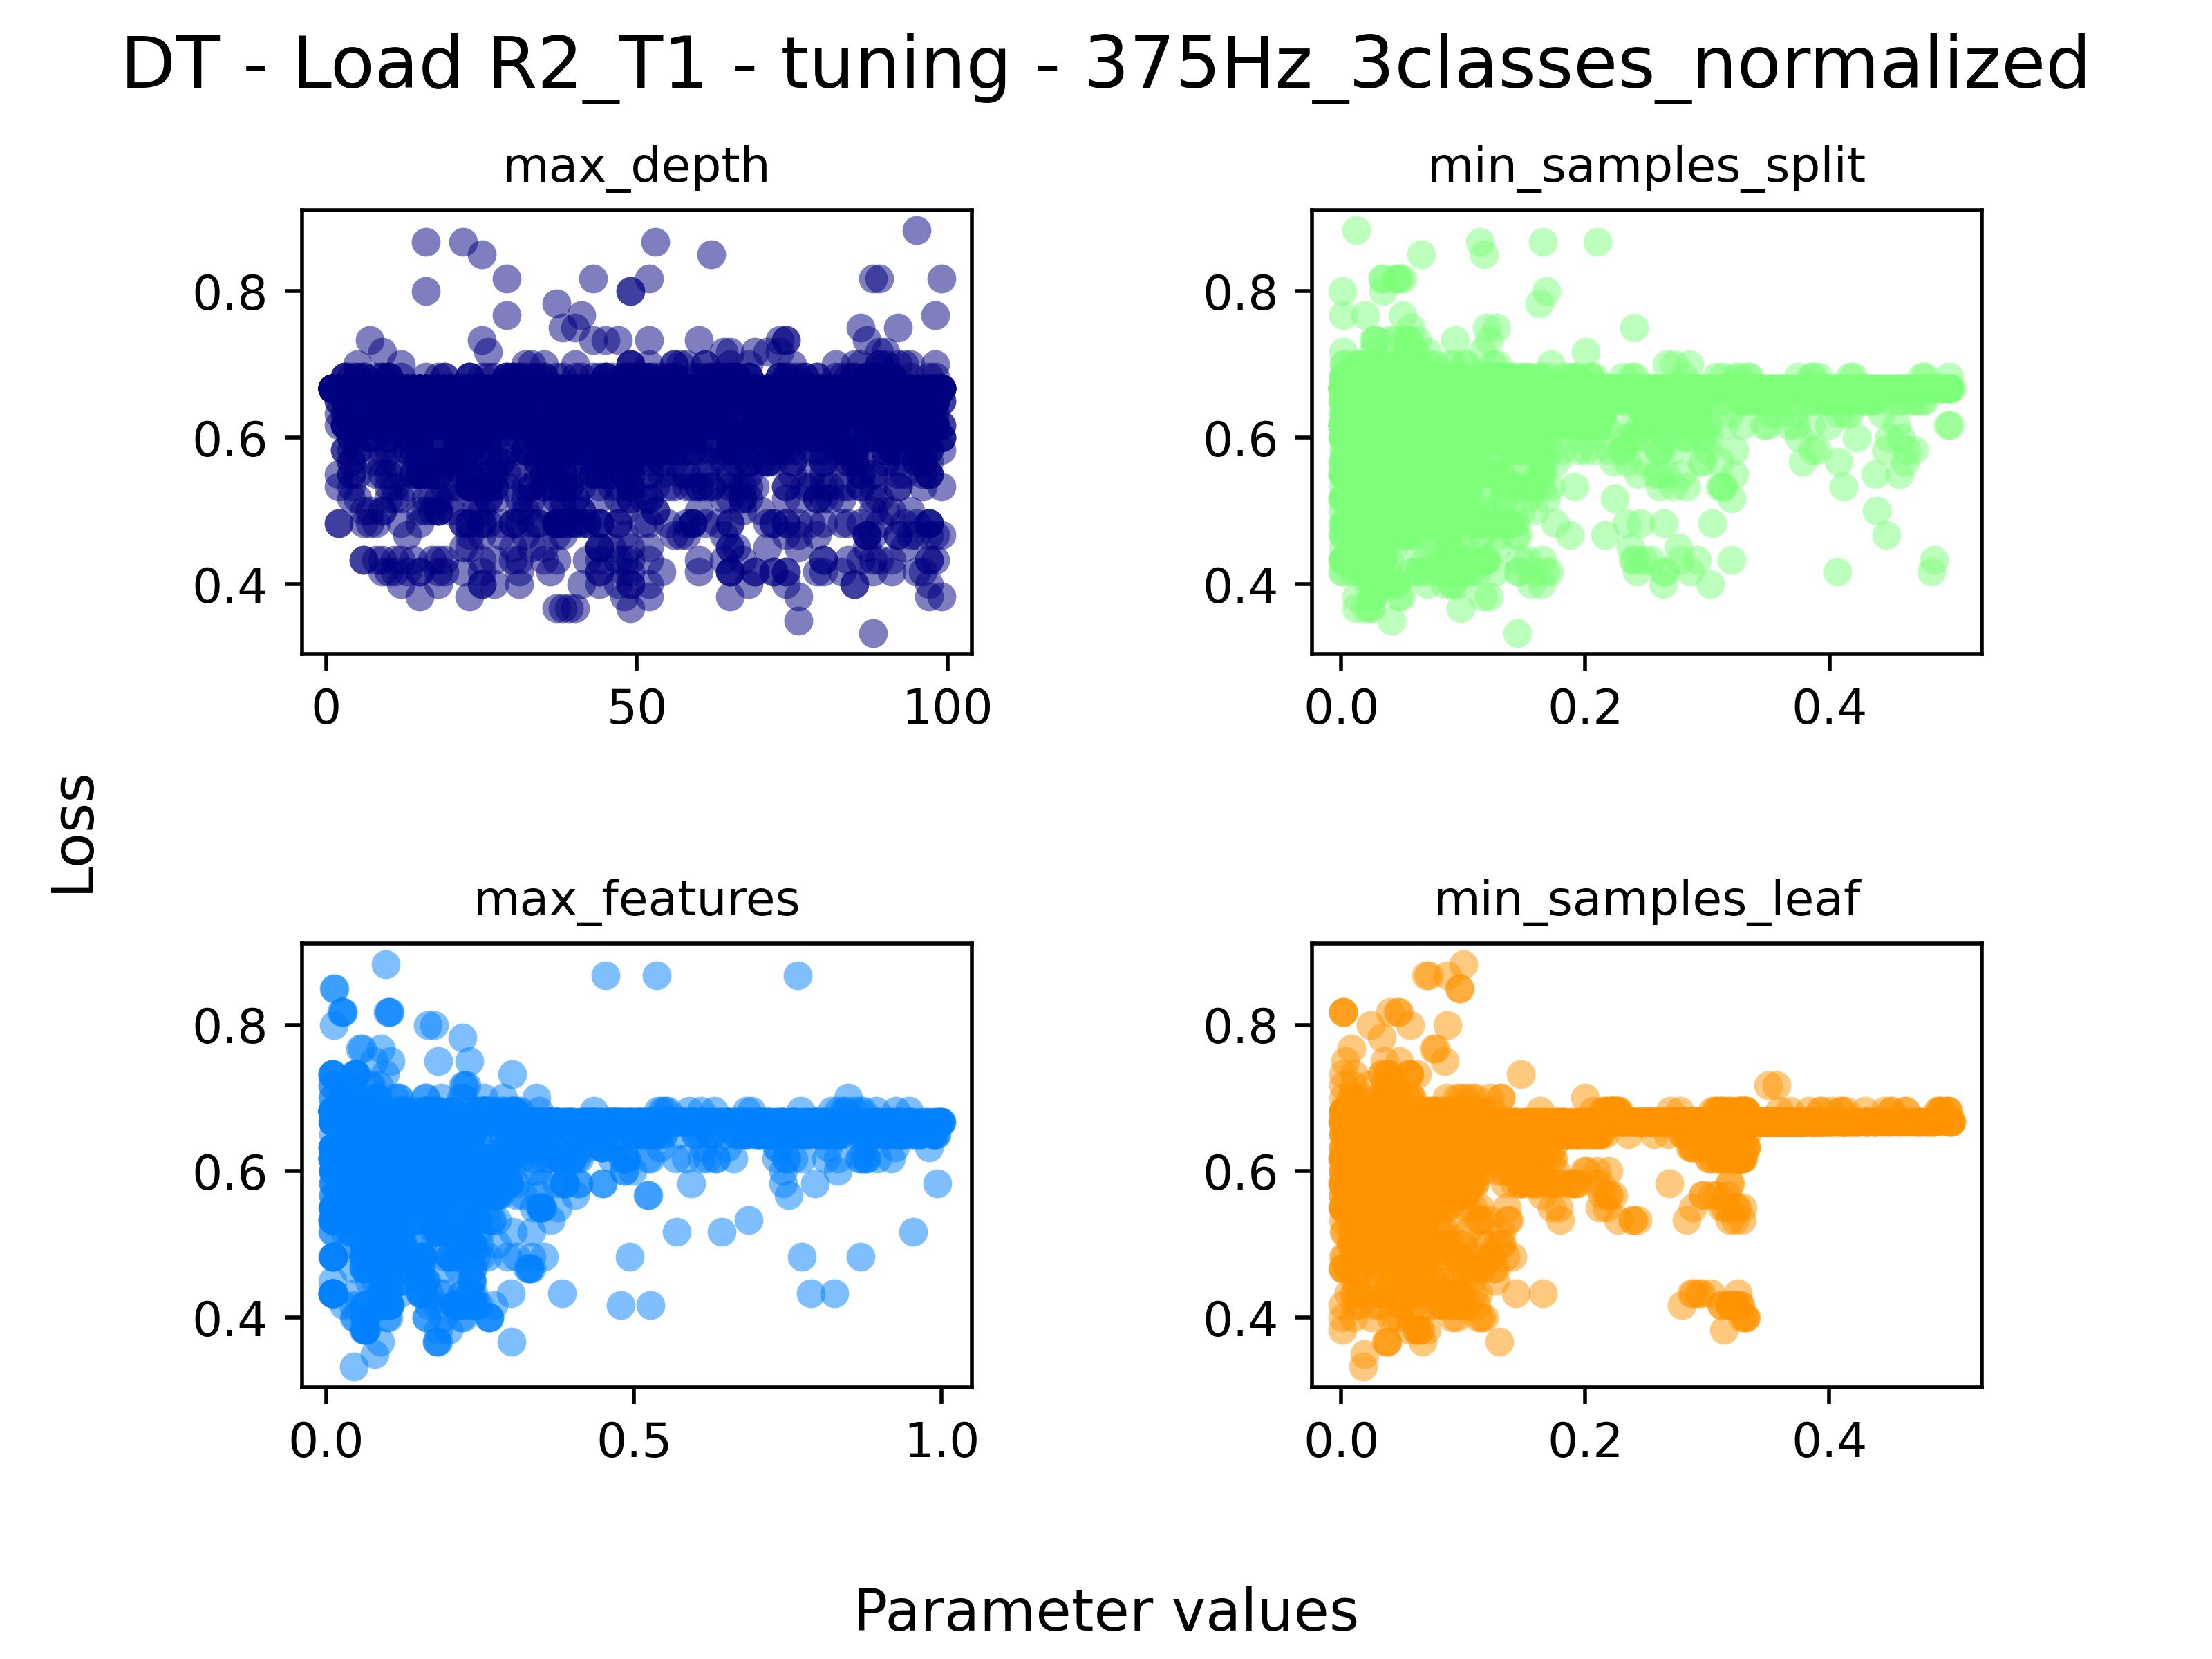 DT - Load R2_T1 - tuning - 375Hz_3classes_normalized
max_depth
0.8
0.6
0.4
0 50 100
min_samples_split
0.8
0.6
0.4
0.0 0.2 0.4
Loss
max_features
0.8
0.6
0.4
0.0 0.5 1.0
min_samples_leaf
0.8
0.6
0.4
0.0 0.2 0.4
Parameter values